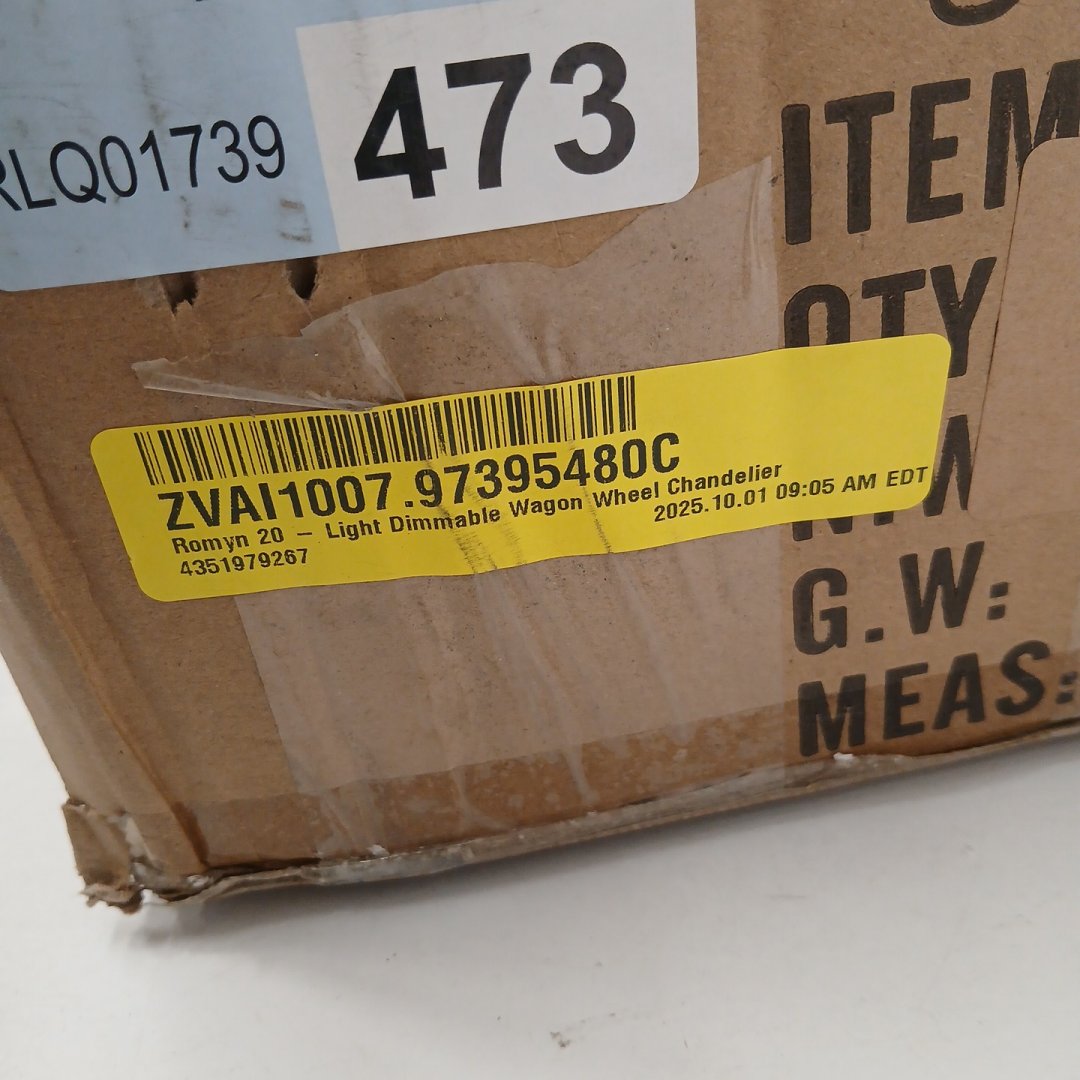 473
RLQ01739
ITEM
QTY
ZVAI1007.97395480C
Romyn 20 – Light Dimmable Wagon Wheel Chandelier
2025.10.01 09:05 AM EDT
4351979267
G.W:
MEAS: